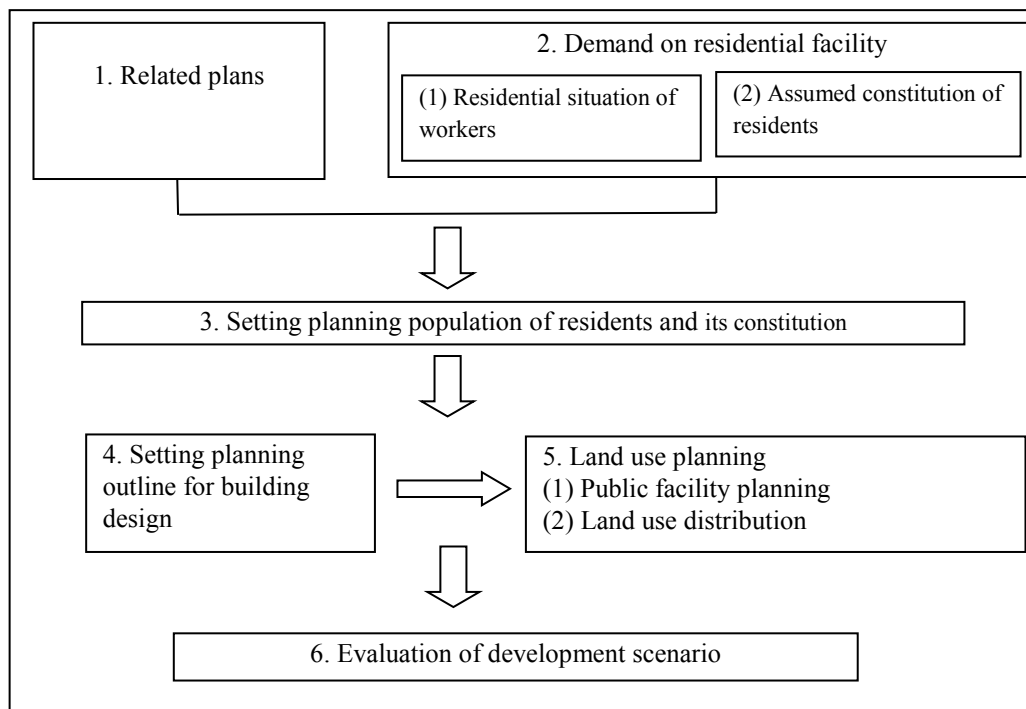 1. Related plans
2. Demand on residential facility
(1) Residential situation of
workers
(2) Assumed constitution of
residents
3. Setting planning population of residents and its constitution
4. Setting planning
outline for building
design
5. Land use planning
(1) Public facility planning
(2) Land use distribution
6. Evaluation of development scenario